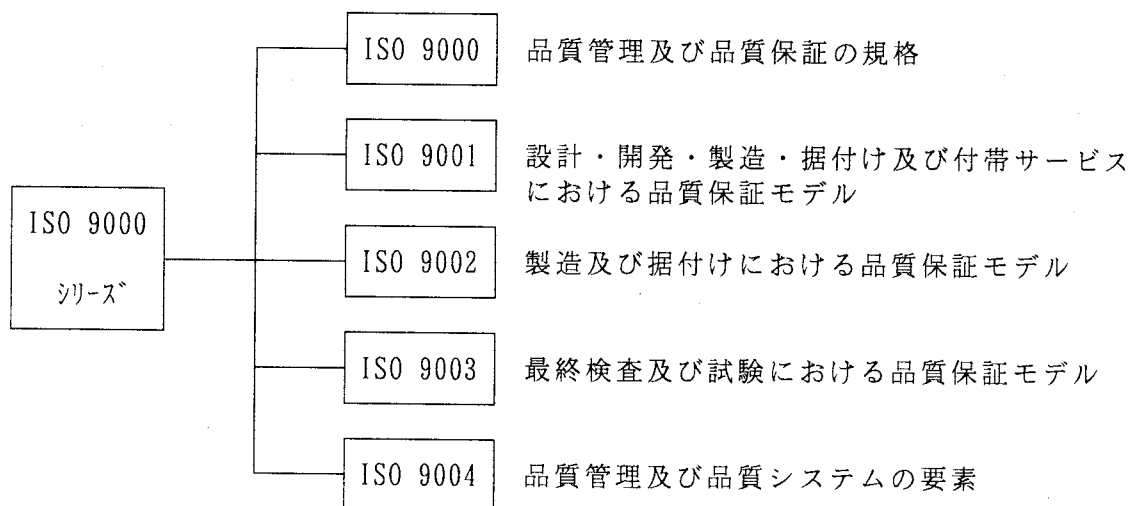 ISO 9000 品質管理及び品質保証の規格
ISO 9001 設計・開発・製造・据付け及び付帯サービス
における品質保証モデル
ISO 9000
シリーズ
ISO 9002 製造及び据付けにおける品質保証モデル
ISO 9003 最終検査及び試験における品質保証モデル
ISO 9004 品質管理及び品質システムの要素